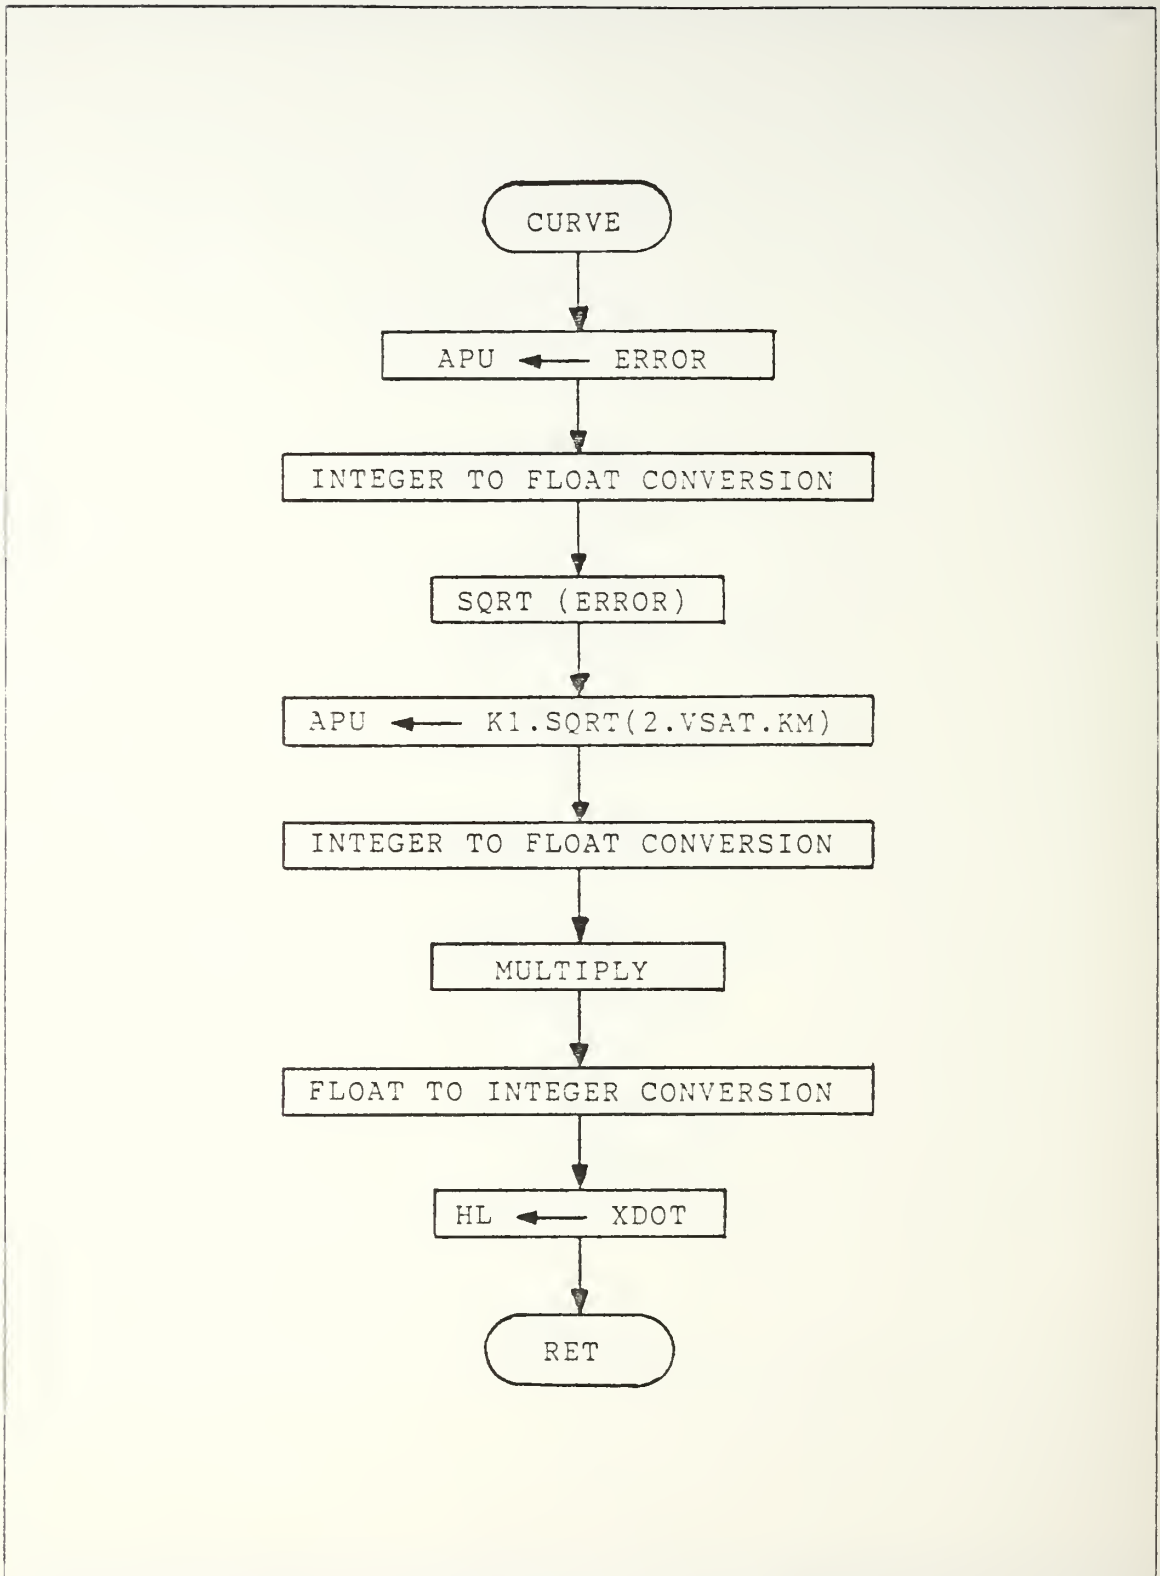 CURVE
APU ← ERROR
INTEGER TO FLOAT CONVERSION
SQRT (ERROR)
APU ← K1.SQRT(2.VSAT.KM)
INTEGER TO FLOAT CONVERSION
MULTIPLY
FLOAT TO INTEGER CONVERSION
HL ← XDOT
RET